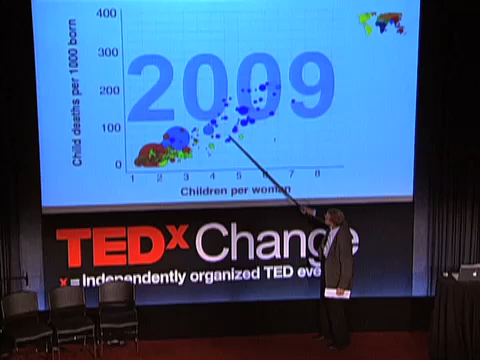 400
300
200
100
0
Child deaths per 1000 born
2009
1 2 3 4 5 6 7 8
Children per woman
TEDx Change
x = Independently organized TED eve